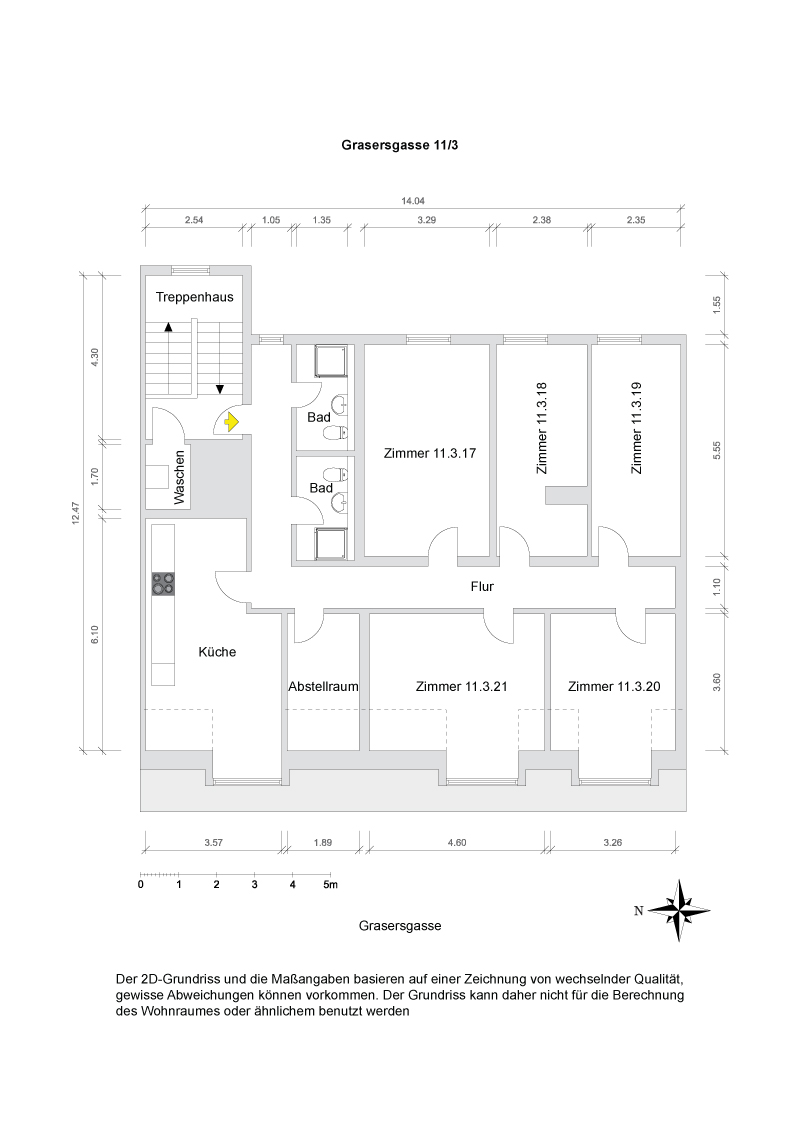 Grasersgasse 11/3
14.04
2.54
1.05
1.35
3.29
2.38
2.35
Treppenhaus
1.55
4.30
Bad
Zimmer 11.3.17
Zimmer 11.3.18
Zimmer 11.3.19
5.55
Waschen
1.70
Bad
12.47
Flur
1.10
6.10
Küche
Abstellraum
Zimmer 11.3.21
Zimmer 11.3.20
3.60
3.57
1.89
4.60
3.26
0 1 2 3 4 5m
N
Grasersgasse
Der 2D-Grundriss und die Maßangaben basieren auf einer Zeichnung von wechselnder Qualität,
gewisse Abweichungen können vorkommen. Der Grundriss kann daher nicht für die Berechnung
des Wohnraumes oder ähnlichem benutzt werden